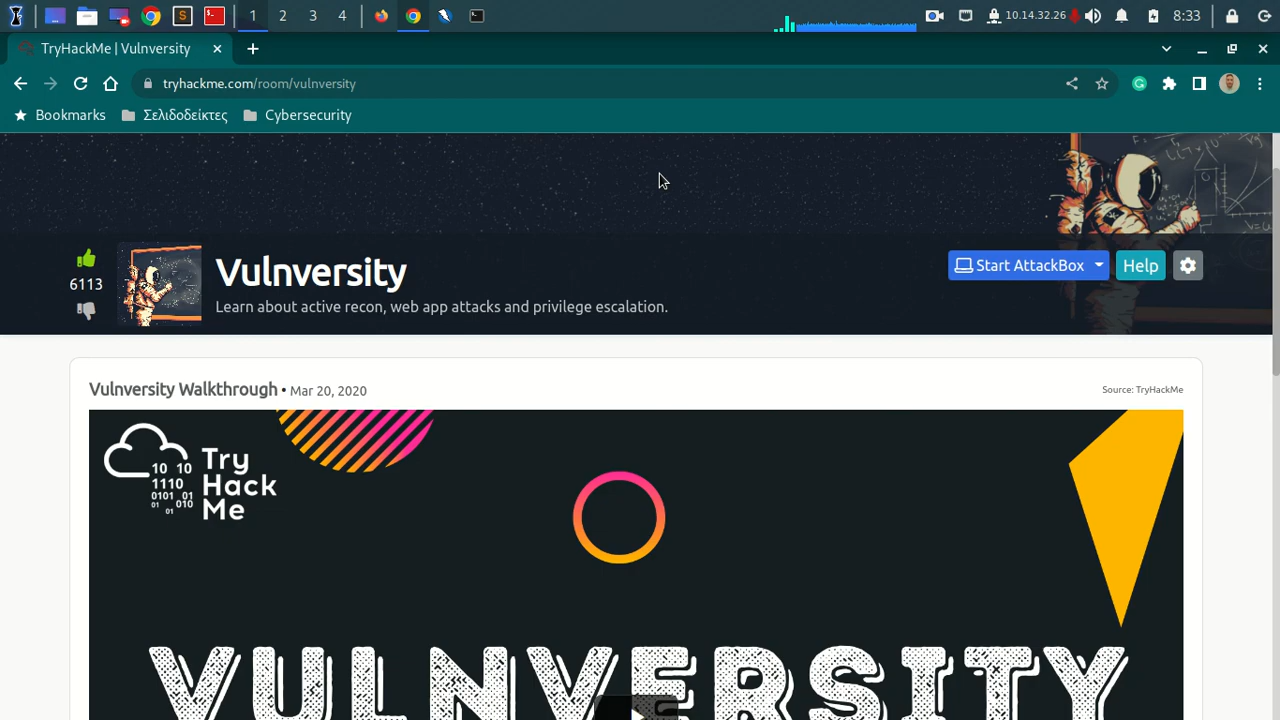 1 2 3 4 10.14.32.26 8:33
TryHackMe | Vulnversity
tryhackme.com/room/vulnversity
Bookmarks Σελιδοδείκτες Cybersecurity
6113
Vulnversity
Learn about active recon, web app attacks and privilege escalation.
Start AttackBox Help
Vulnversity Walkthrough • Mar 20, 2020
Source: TryHackMe
10 10
1110
0101 01
01 010
01
Try
Hack
Me
VULNVERSITY